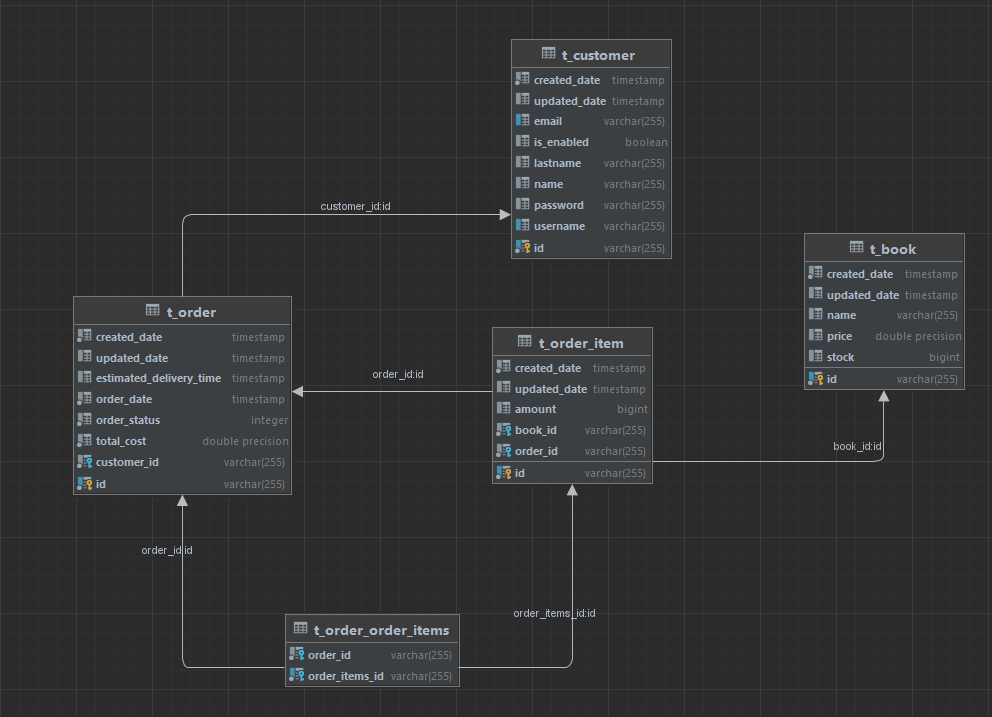 t_customer
created_date timestamp
updated_date timestamp
email varchar(255)
is_enabled boolean
lastname varchar(255)
name varchar(255)
password varchar(255)
username varchar(255)
id varchar(255)
customer_id:id
t_book
created_date timestamp
updated_date timestamp
name varchar(255)
price double precision
stock bigint
id varchar(255)
t_order
created_date timestamp
updated_date timestamp
estimated_delivery_time timestamp
order_date timestamp
order_status integer
total_cost double precision
customer_id varchar(255)
id varchar(255)
order_id:id
t_order_item
created_date timestamp
updated_date timestamp
amount bigint
book_id varchar(255)
order_id varchar(255)
id varchar(255)
book_id:id
order_id:id
order_items_id:id
t_order_order_items
order_id varchar(255)
order_items_id varchar(255)